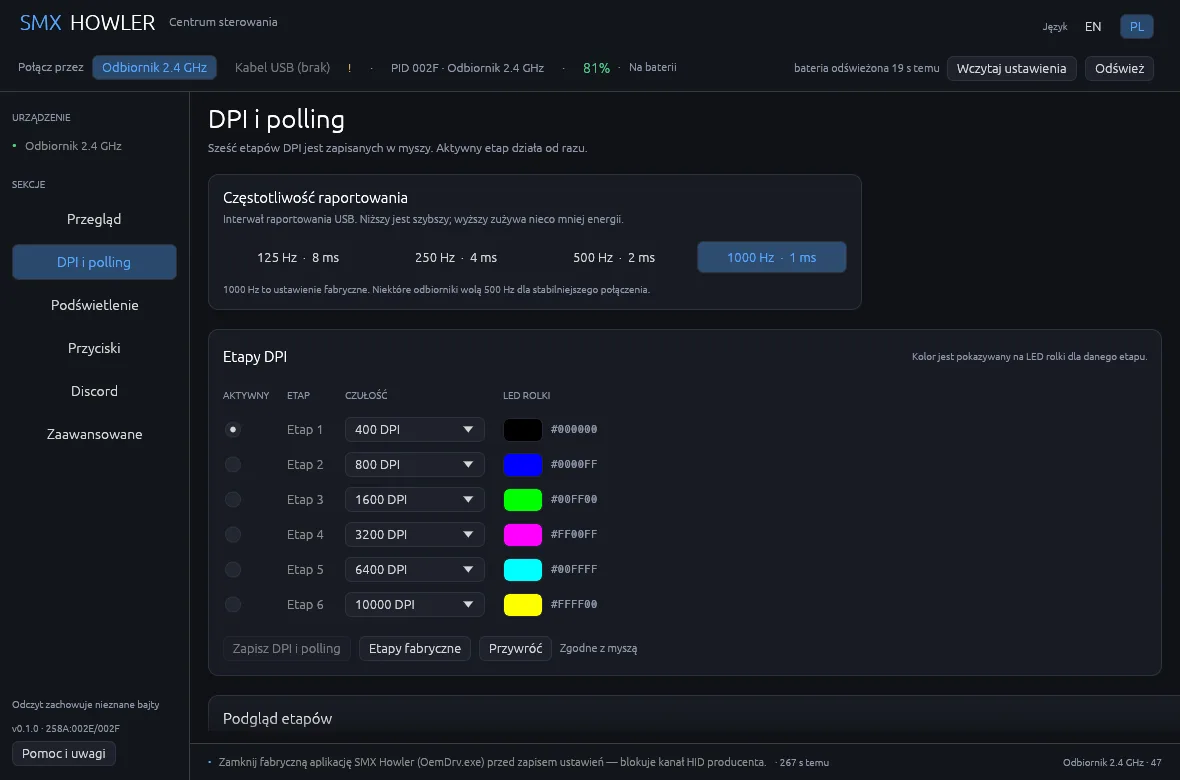 SMX HOWLER Centrum sterowania Język EN PL
Połącz przez Odbiornik 2.4 GHz Kabel USB (brak) ! · PID 002F · Odbiornik 2.4 GHz · 81% · Na baterii bateria odświeżona 19 s temu Wczytaj ustawienia Odśwież
URZĄDZENIE
• Odbiornik 2.4 GHz
SEKCJE
Przegląd
DPI i polling
Podświetlenie
Przyciski
Discord
Zaawansowane
Odczyt zachowuje nieznane bajty
v0.1.0 · 258A:002E/002F
Pomoc i uwagi
DPI i polling
Sześć etapów DPI jest zapisanych w myszy. Aktywny etap działa od razu.
Częstotliwość raportowania
Interwał raportowania USB. Niższy jest szybszy; wyższy zużywa nieco mniej energii.
125 Hz · 8 ms 250 Hz · 4 ms 500 Hz · 2 ms 1000 Hz · 1 ms
1000 Hz to ustawienie fabryczne. Niektóre odbiorniki wolą 500 Hz dla stabilniejszego połączenia.
Etapy DPI Kolor jest pokazywany na LED rolki dla danego etapu.
AKTYWNY ETAP CZUŁOŚĆ LED ROLKI
Etap 1 400 DPI #000000
Etap 2 800 DPI #0000FF
Etap 3 1600 DPI #00FF00
Etap 4 3200 DPI #FF00FF
Etap 5 6400 DPI #00FFFF
Etap 6 10000 DPI #FFFF00
Zapisz DPI i polling Etapy fabryczne Przywróć Zgodne z myszą
Podgląd etapów
• Zamknij fabryczną aplikację SMX Howler (OemDrv.exe) przed zapisem ustawień — blokuje kanał HID producenta. · 267 s temu Odbiornik 2.4 GHz · 47